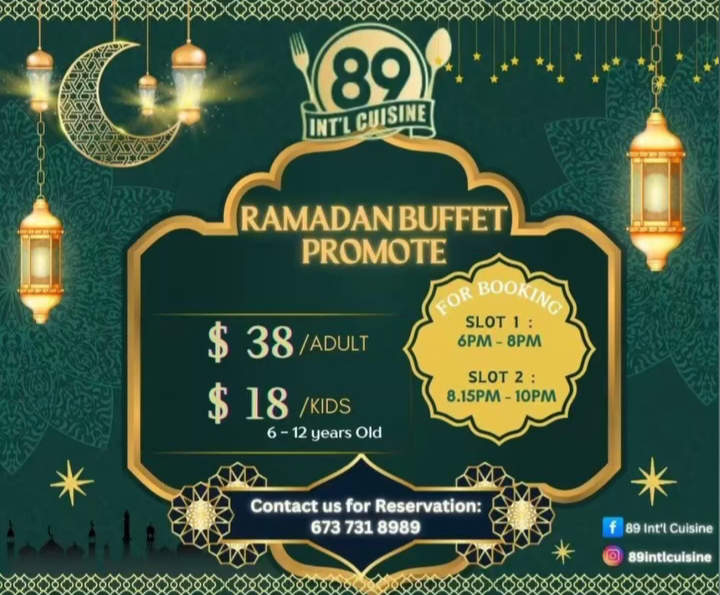 89
INT'L CUISINE
RAMADAN BUFFET
PROMOTE
$ 38 /ADULT
$ 18 /KIDS
6 – 12 years Old
FOR BOOKING
SLOT 1 :
6PM - 8PM
SLOT 2 :
8.15PM - 10PM
Contact us for Reservation:
673 731 8989
89 Int'l Cuisine
89intlcuisine